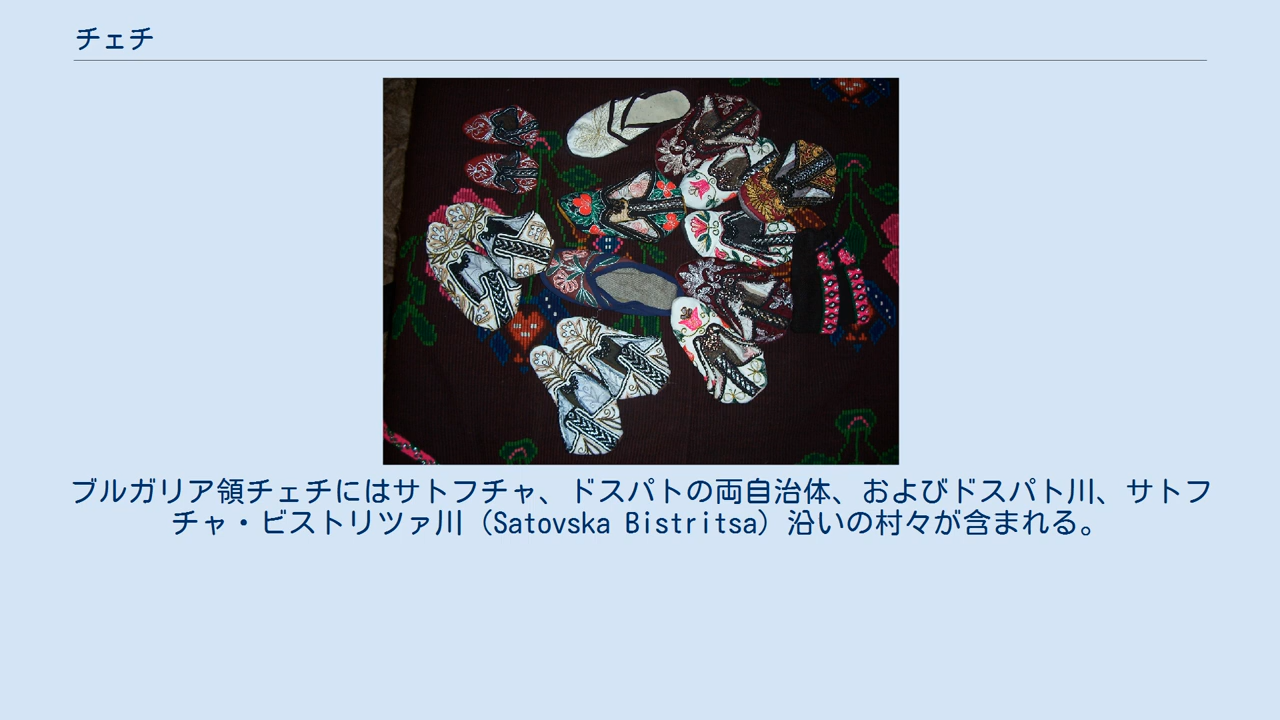 チェチ
ブルガリア領チェチにはサトフチャ、ドスパトの両自治体、およびドスパト川、サトフ
チャ・ビストリツァ川（Satovska Bistritsa）沿いの村々が含まれる。